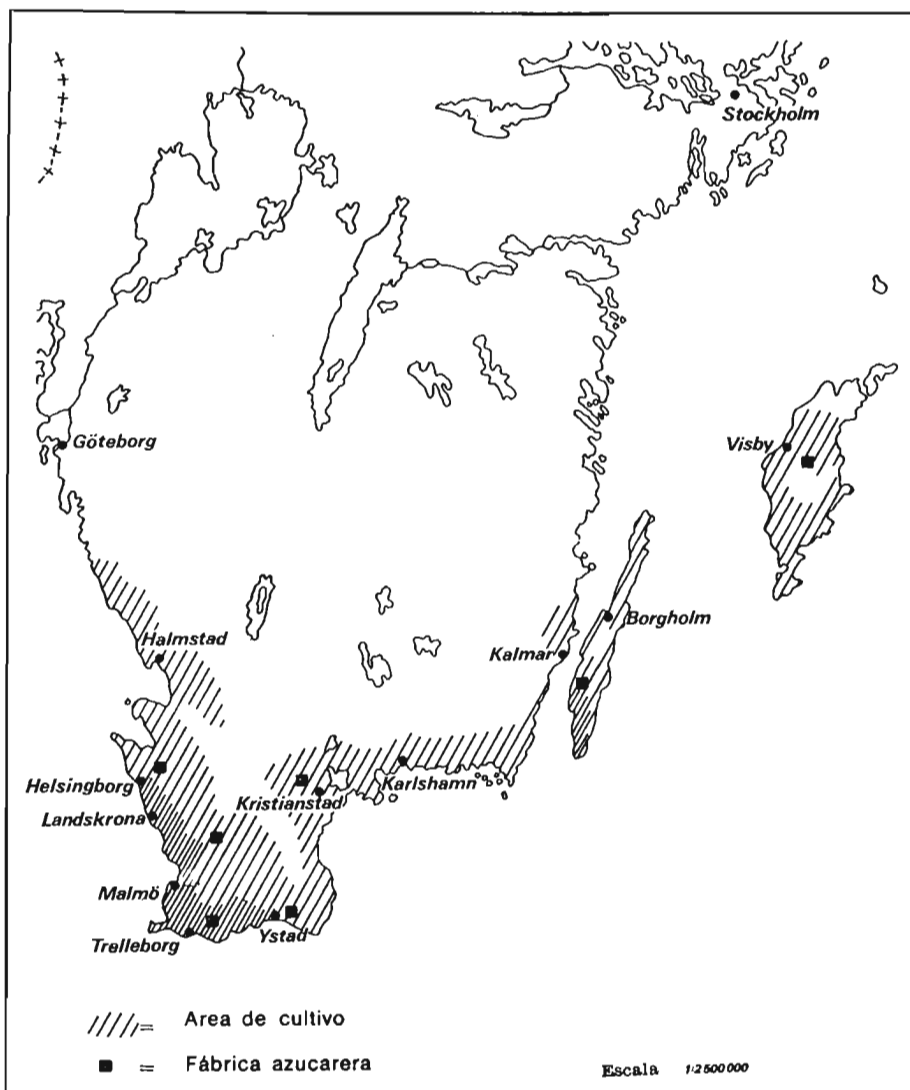 Stockholm
Göteborg
Visby
Borgholm
Halmstad
Kalmar
Helsingborg
Karlshamn
Kristianstad
Landskrona
Malmö
Ystad
Trelleborg
= Area de cultivo
= Fábrica azucarera
Escala 1:2500000